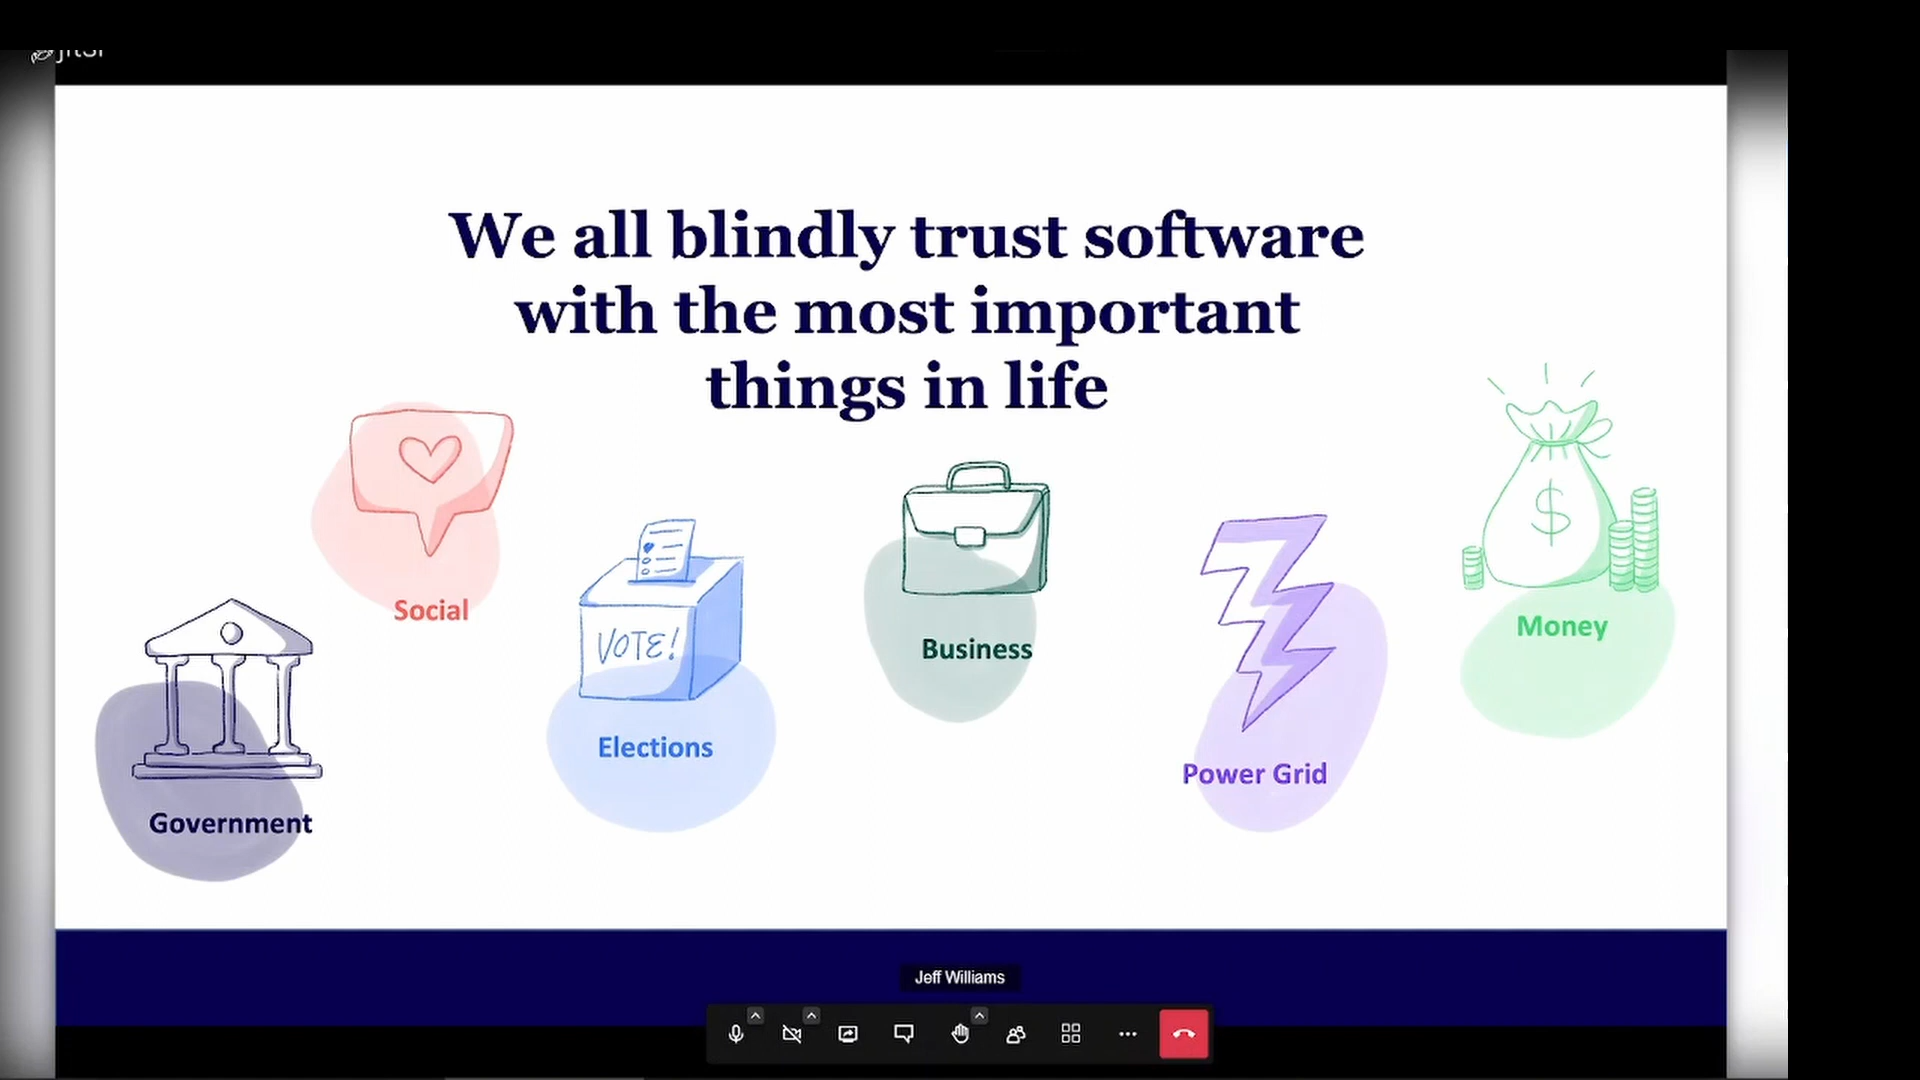 We all blindly trust software
with the most important
things in life
Social
VOTE!
Business
Money
Elections
Power Grid
Government
Jeff Williams